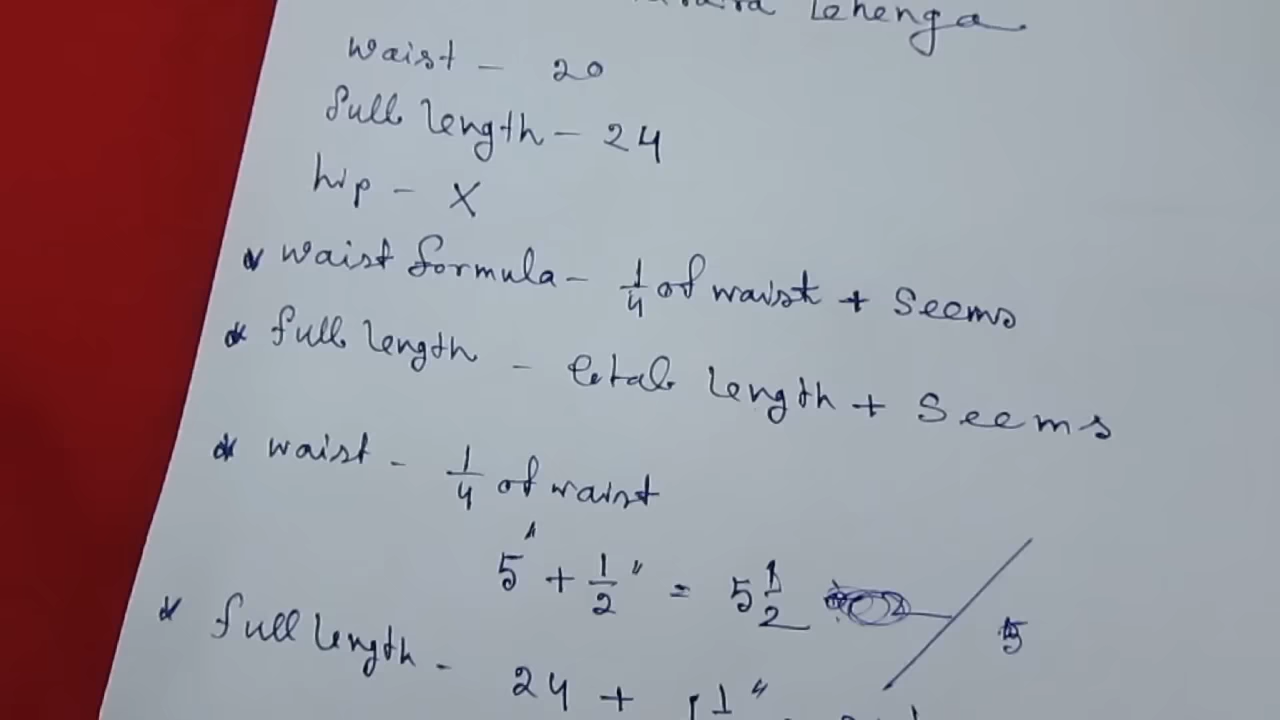 Lehenga
Waist - 20
full length - 24
hip - X
* Waist formula - 1/4 of waist + Seems
* full length - total length + Seems
* waist - 1/4 of waist
5" + 1/2" = 5 1/2
5
* full length - 24 +